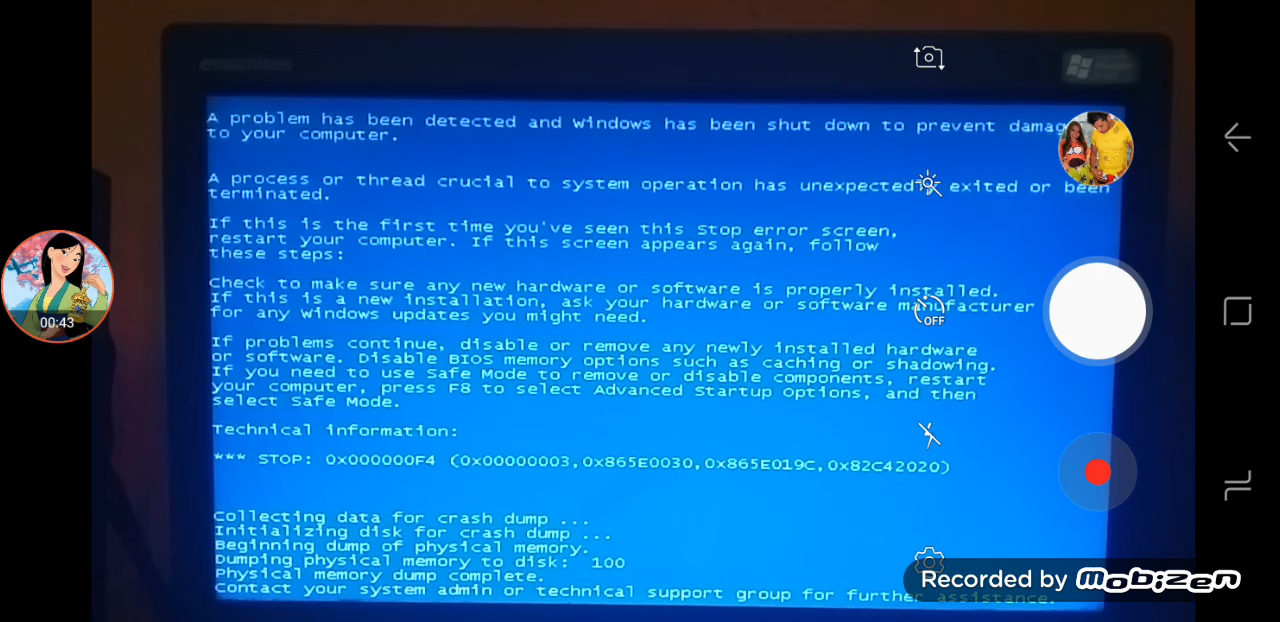 emachines
A problem has been detected and Windows has been shut down to prevent damag
to your computer.
A process or thread crucial to system operation has unexpected exited or been
terminated.
If this is the first time you've seen this Stop error screen,
restart your computer. If this screen appears again, follow
these steps:
Check to make sure any new hardware or software is properly installed.
If this is a new installation, ask your hardware or software manufacturer
for any Windows updates you might need.
If problems continue, disable or remove any newly installed hardware
or software. Disable BIOS memory options such as caching or shadowing.
If you need to use Safe Mode to remove or disable components, restart
your computer, press F8 to select Advanced Startup Options, and then
select Safe Mode.
Technical information:
*** STOP: 0x000000F4 (0x00000003,0x865E0030,0x865E019C,0x82C42020)
Collecting data for crash dump ...
Initializing disk for crash dump ...
Beginning dump of physical memory.
Dumping physical memory to disk: 100
Physical memory dump complete.
Contact your system admin or technical support group for further assistance.
00:43
OFF
Recorded by Mobizen